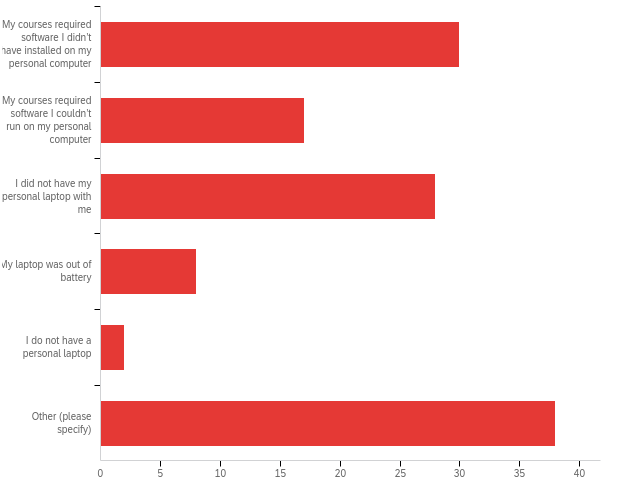 My courses required
software I didn't
have installed on my
personal computer
My courses required
software I couldn't
run on my personal
computer
I did not have my
personal laptop with
me
My laptop was out of
battery
I do not have a
personal laptop
Other (please
specify)
0 5 10 15 20 25 30 35 40